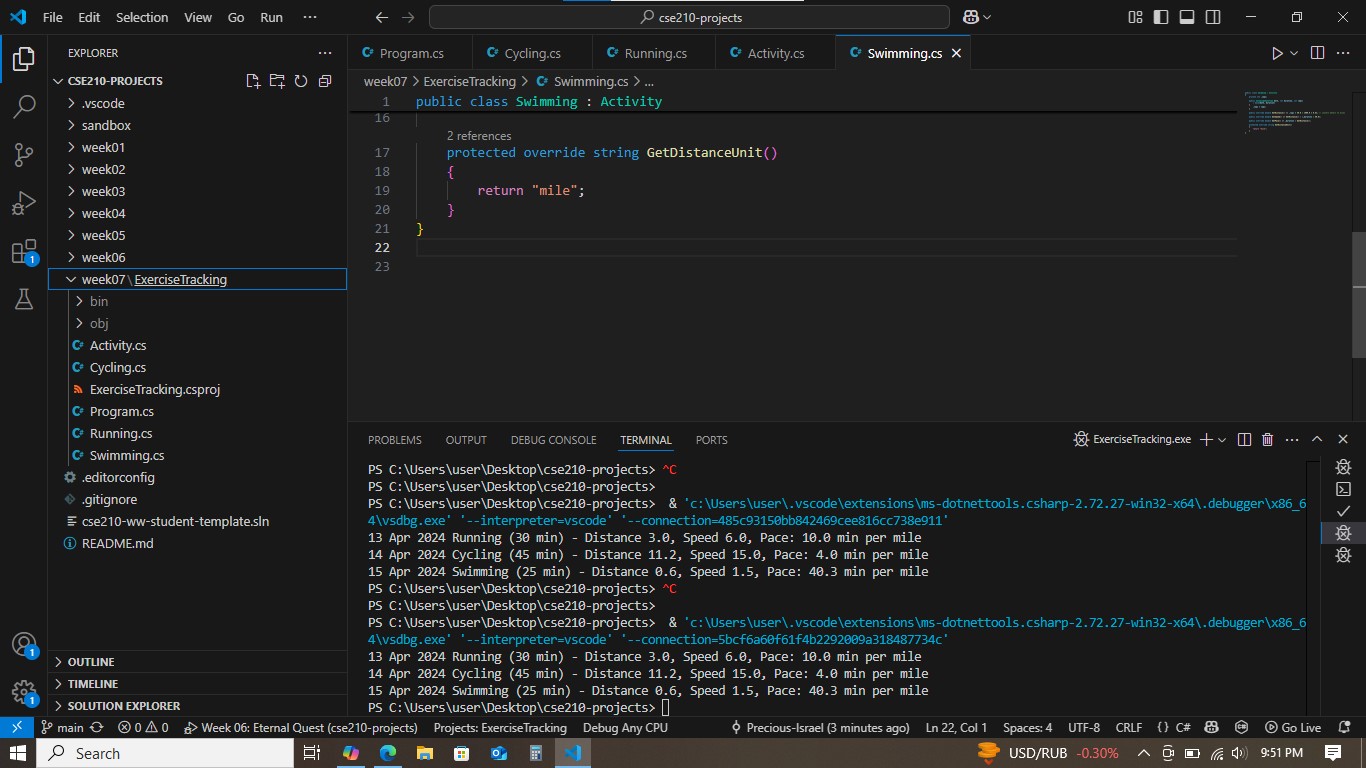 File Edit Selection View Go Run ··· cse210-projects
EXPLORER ···
CSE210-PROJECTS
.vscode
sandbox
week01
week02
week03
week04
week05
week06
week07\ExerciseTracking
bin
obj
Activity.cs
Cycling.cs
ExerciseTracking.csproj
Program.cs
Running.cs
Swimming.cs
.editorconfig
.gitignore
cse210-ww-student-template.sln
README.md
OUTLINE
TIMELINE
SOLUTION EXPLORER
Program.cs Cycling.cs Running.cs Activity.cs Swimming.cs
week07 > ExerciseTracking > Swimming.cs > ...
1 public class Swimming : Activity
16
2 references
17 protected override string GetDistanceUnit()
18 {
19 return "mile";
20 }
21 }
22
23
PROBLEMS OUTPUT DEBUG CONSOLE TERMINAL PORTS ExerciseTracking.exe
PS C:\Users\user\Desktop\cse210-projects> ^C
PS C:\Users\user\Desktop\cse210-projects>
PS C:\Users\user\Desktop\cse210-projects>  & 'c:\Users\user\.vscode\extensions\ms-dotnettools.csharp-2.72.27-win32-x64\.debugger\x86_6
4\vsdbg.exe' '--interpreter=vscode' '--connection=485c93150bb842469cee816cc738e911'
13 Apr 2024 Running (30 min) - Distance 3.0, Speed 6.0, Pace: 10.0 min per mile
14 Apr 2024 Cycling (45 min) - Distance 11.2, Speed 15.0, Pace: 4.0 min per mile
15 Apr 2024 Swimming (25 min) - Distance 0.6, Speed 1.5, Pace: 40.3 min per mile
PS C:\Users\user\Desktop\cse210-projects> ^C
PS C:\Users\user\Desktop\cse210-projects>
PS C:\Users\user\Desktop\cse210-projects>  & 'c:\Users\user\.vscode\extensions\ms-dotnettools.csharp-2.72.27-win32-x64\.debugger\x86_6
4\vsdbg.exe' '--interpreter=vscode' '--connection=5bcf6a60f61f4b2292009a318487734c'
13 Apr 2024 Running (30 min) - Distance 3.0, Speed 6.0, Pace: 10.0 min per mile
14 Apr 2024 Cycling (45 min) - Distance 11.2, Speed 15.0, Pace: 4.0 min per mile
15 Apr 2024 Swimming (25 min) - Distance 0.6, Speed 1.5, Pace: 40.3 min per mile
PS C:\Users\user\Desktop\cse210-projects>
main 0 0 Week 06: Eternal Quest (cse210-projects) Projects: ExerciseTracking Debug Any CPU Precious-Israel (3 minutes ago) Ln 22, Col 1 Spaces: 4 UTF-8 CRLF {} C# Go Live
Search USD/RUB -0.30% 9:51 PM